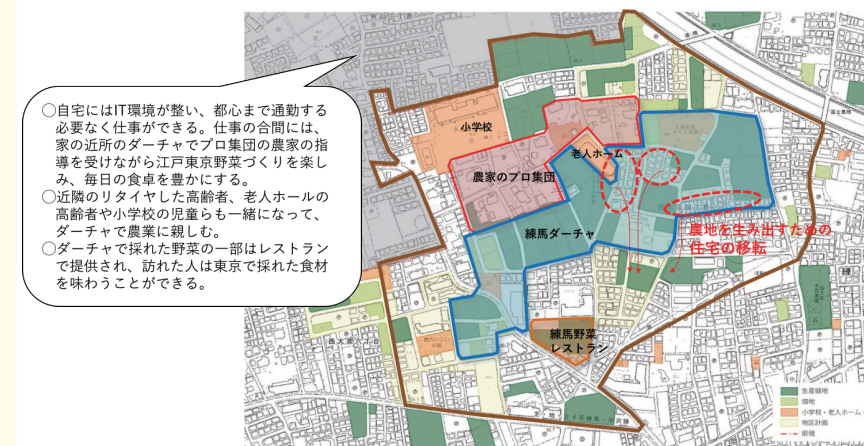 ○自宅にはIT環境が整い、都心まで通勤する
必要なく仕事ができる。仕事の合間には、
家の近所のダーチャでプロ集団の農家の指
導を受けながら江戸東京野菜づくりを楽し
み、毎日の食卓を豊かにする。
○近隣のリタイヤした高齢者、老人ホールの
高齢者や小学校の児童らも一緒になって、
ダーチャで農業に親しむ。
○ダーチャで採れた野菜の一部はレストラン
で提供され、訪れた人は東京で採れた食材
を味わうことができる。
小学校
老人ホーム
農家のプロ集団
練馬ダーチャ
農地を生み出すための
住宅の移転
練馬野菜
レストラン
生産緑地
畑地
小学校・老人ホーム・
地区計画
県境